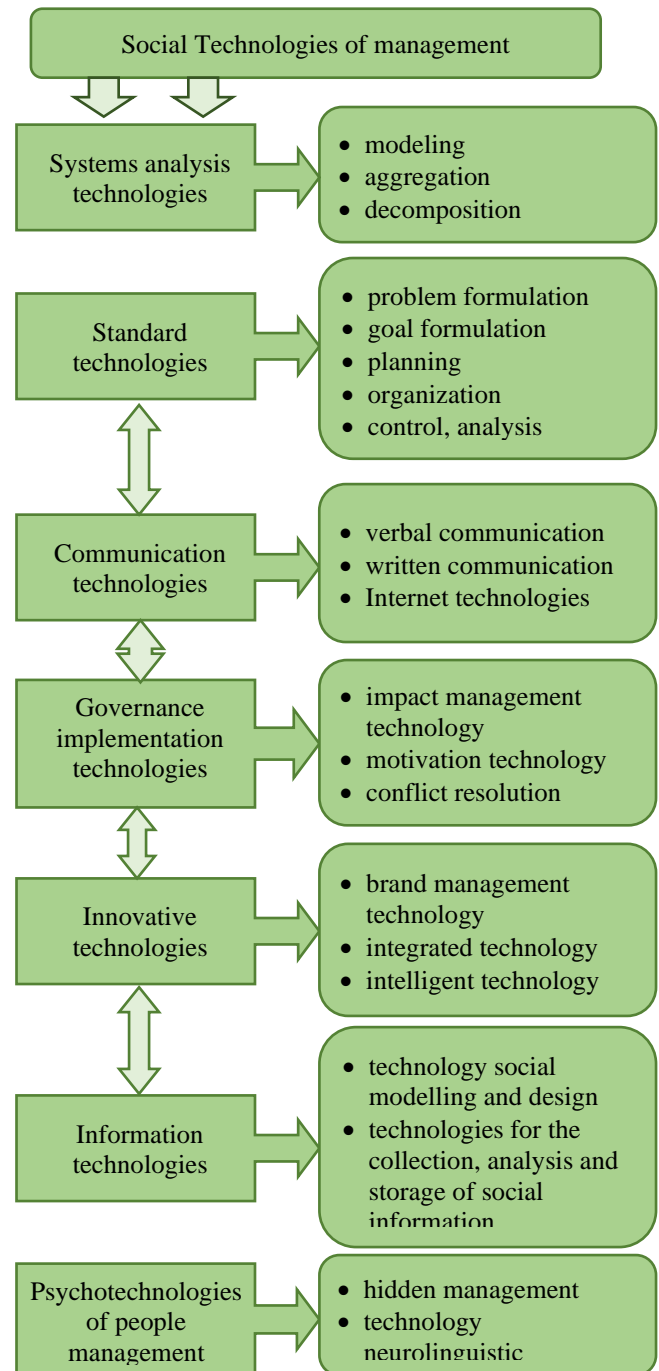 Social Technologies of management
Systems analysis
technologies
• modeling
• aggregation
• decomposition
Standard
technologies
• problem formulation
• goal formulation
• planning
• organization
• control, analysis
Communication
technologies
• verbal communication
• written communication
• Internet technologies
Governance
implementation
technologies
• impact management
technology
• motivation technology
• conflict resolution
Innovative
technologies
• brand management
technology
• integrated technology
• intelligent technology
Information
technologies
• technology social
modelling and design
• technologies for the
collection, analysis and
storage of social
information
Psychotechnologies
of people
management
• hidden management
• technology
neurolinguistic